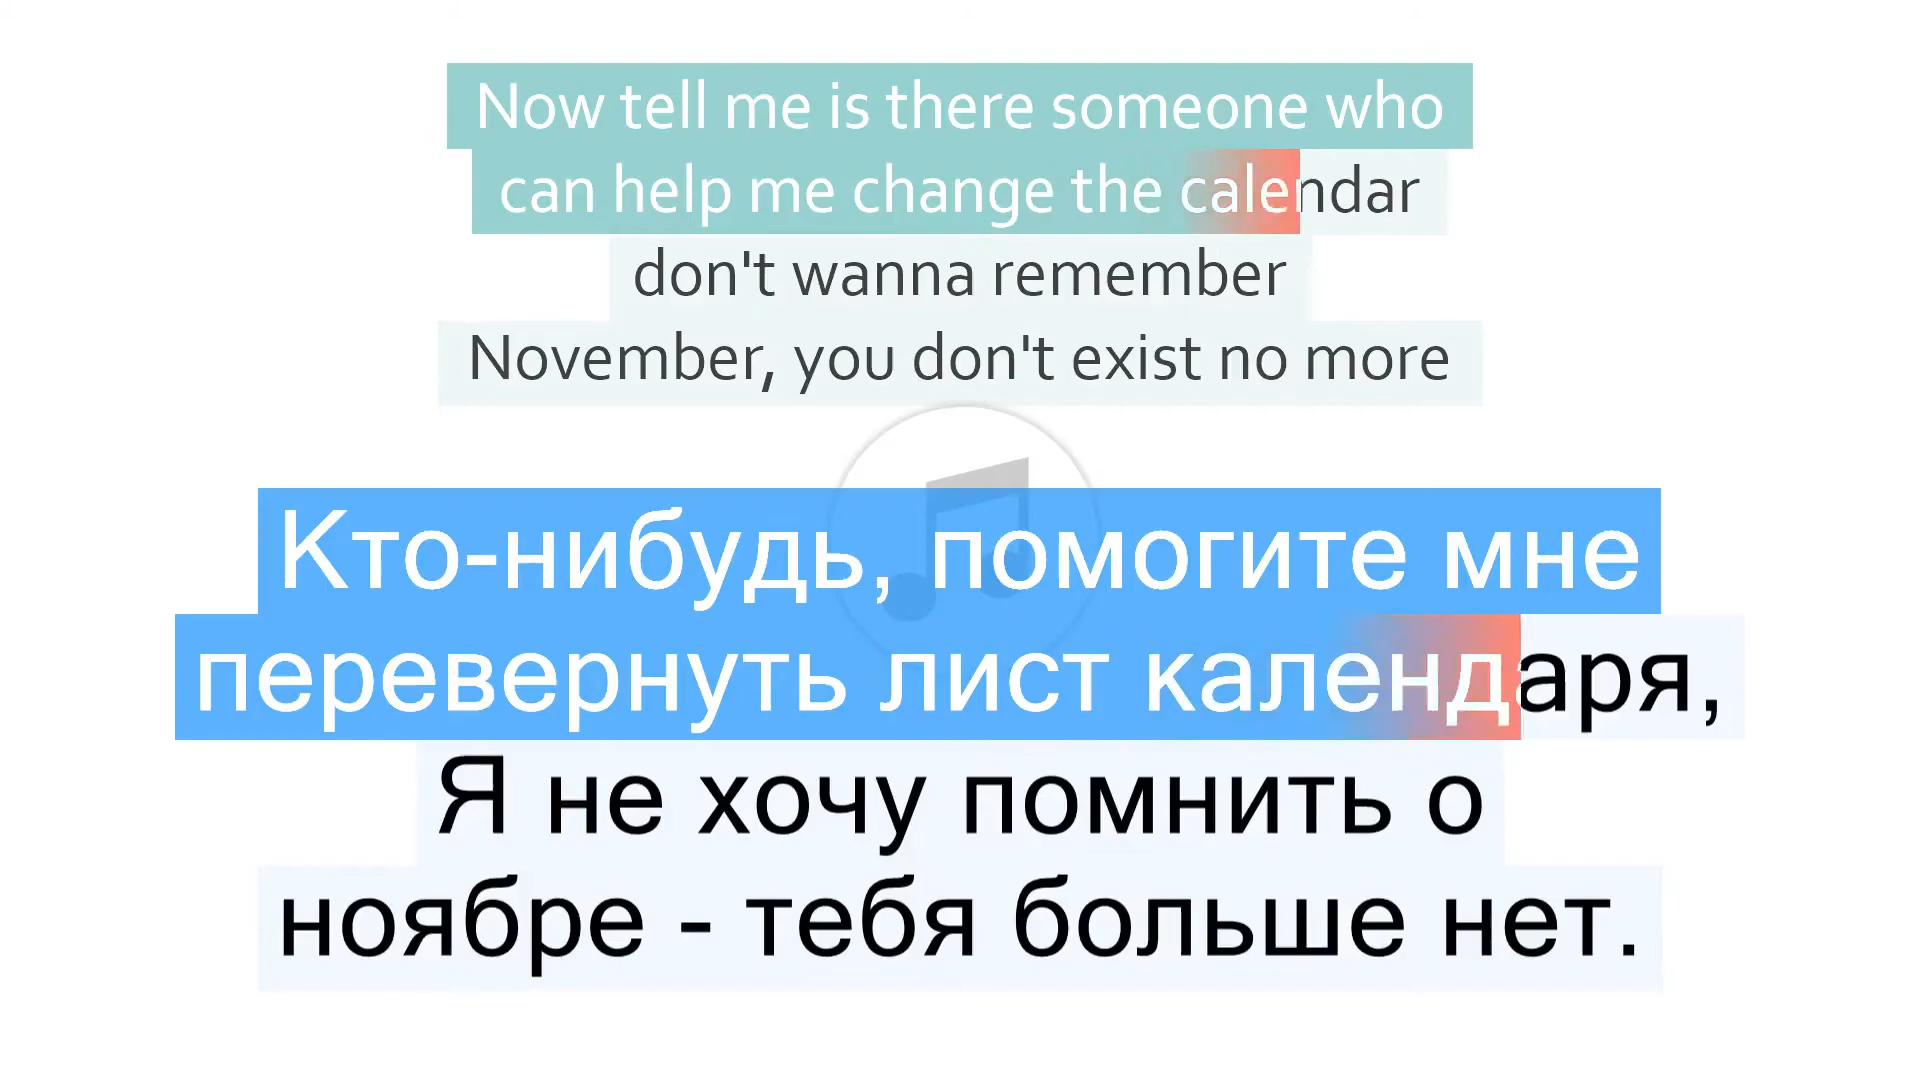 Now tell me is there someone who
can help me change the calendar
don't wanna remember
November, you don't exist no more
Кто-нибудь, помогите мне
перевернуть лист календаря,
Я не хочу помнить о
ноябре - тебя больше нет.